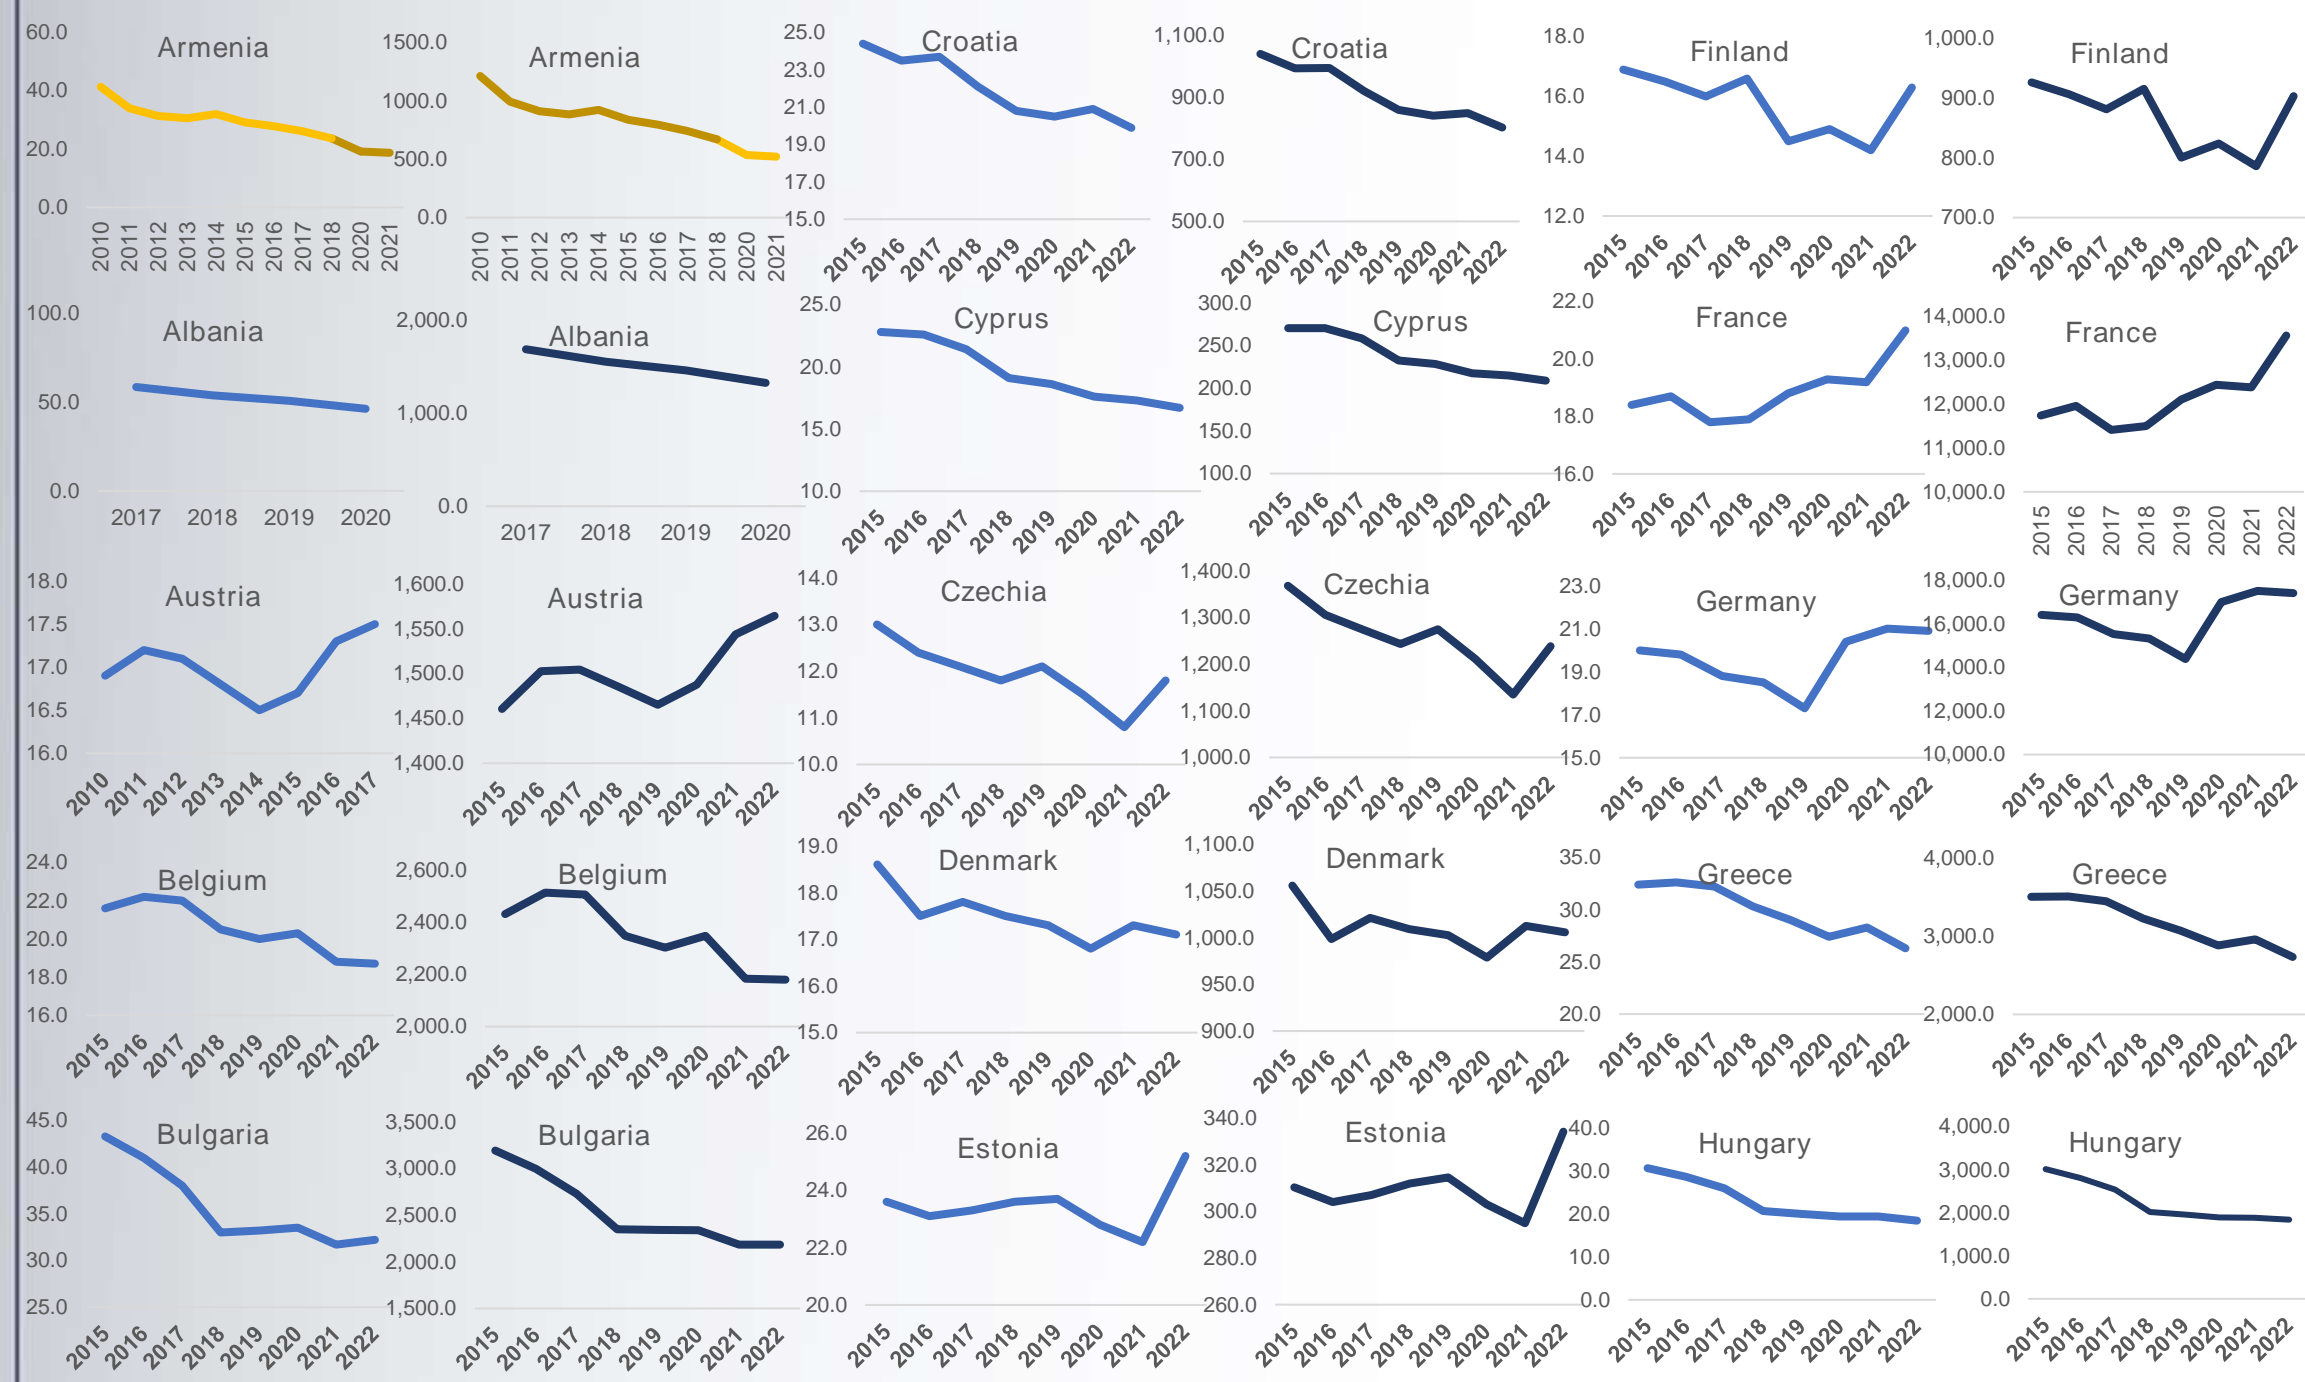 Armenia
60.0
40.0
20.0
0.0
2010 2011 2012 2013 2014 2015 2016 2017 2018 2020 2021
Armenia
1500.0
1000.0
500.0
0.0
2010 2011 2012 2013 2014 2015 2016 2017 2018 2020 2021
Croatia
25.0
23.0
21.0
19.0
17.0
15.0
2015 2016 2017 2018 2019 2020 2021 2022
Croatia
1,100.0
900.0
700.0
500.0
2015 2016 2017 2018 2019 2020 2021 2022
Finland
18.0
16.0
14.0
12.0
2015 2016 2017 2018 2019 2020 2021 2022
Finland
1,000.0
900.0
800.0
700.0
2015 2016 2017 2018 2019 2020 2021 2022
Albania
100.0
50.0
0.0
2017 2018 2019 2020
Albania
2,000.0
1,000.0
0.0
2017 2018 2019 2020
Cyprus
25.0
20.0
15.0
10.0
2015 2016 2017 2018 2019 2020 2021 2022
Cyprus
300.0
250.0
200.0
150.0
100.0
2015 2016 2017 2018 2019 2020 2021 2022
France
22.0
20.0
18.0
16.0
2015 2016 2017 2018 2019 2020 2021 2022
France
14,000.0
13,000.0
12,000.0
11,000.0
10,000.0
2015 2016 2017 2018 2019 2020 2021 2022
Austria
18.0
17.5
17.0
16.5
16.0
2010 2011 2012 2013 2014 2015 2016 2017
Austria
1,600.0
1,550.0
1,500.0
1,450.0
1,400.0
2015 2016 2017 2018 2019 2020 2021 2022
Czechia
14.0
13.0
12.0
11.0
10.0
2015 2016 2017 2018 2019 2020 2021 2022
Czechia
1,400.0
1,300.0
1,200.0
1,100.0
1,000.0
2015 2016 2017 2018 2019 2020 2021 2022
Germany
23.0
21.0
19.0
17.0
15.0
2015 2016 2017 2018 2019 2020 2021 2022
Germany
18,000.0
16,000.0
14,000.0
12,000.0
10,000.0
2015 2016 2017 2018 2019 2020 2021 2022
Belgium
24.0
22.0
20.0
18.0
16.0
2015 2016 2017 2018 2019 2020 2021 2022
Belgium
2,600.0
2,400.0
2,200.0
2,000.0
2015 2016 2017 2018 2019 2020 2021 2022
Denmark
19.0
18.0
17.0
16.0
15.0
2015 2016 2017 2018 2019 2020 2021 2022
Denmark
1,100.0
1,050.0
1,000.0
950.0
900.0
2015 2016 2017 2018 2019 2020 2021 2022
Greece
35.0
30.0
25.0
20.0
2015 2016 2017 2018 2019 2020 2021 2022
Greece
4,000.0
3,000.0
2,000.0
2015 2016 2017 2018 2019 2020 2021 2022
Bulgaria
45.0
40.0
35.0
30.0
25.0
2015 2016 2017 2018 2019 2020 2021 2022
Bulgaria
3,500.0
3,000.0
2,500.0
2,000.0
1,500.0
2015 2016 2017 2018 2019 2020 2021 2022
Estonia
26.0
24.0
22.0
20.0
2015 2016 2017 2018 2019 2020 2021 2022
Estonia
340.0
320.0
300.0
280.0
260.0
2015 2016 2017 2018 2019 2020 2021 2022
Hungary
40.0
30.0
20.0
10.0
0.0
2015 2016 2017 2018 2019 2020 2021 2022
Hungary
4,000.0
3,000.0
2,000.0
1,000.0
0.0
2015 2016 2017 2018 2019 2020 2021 2022